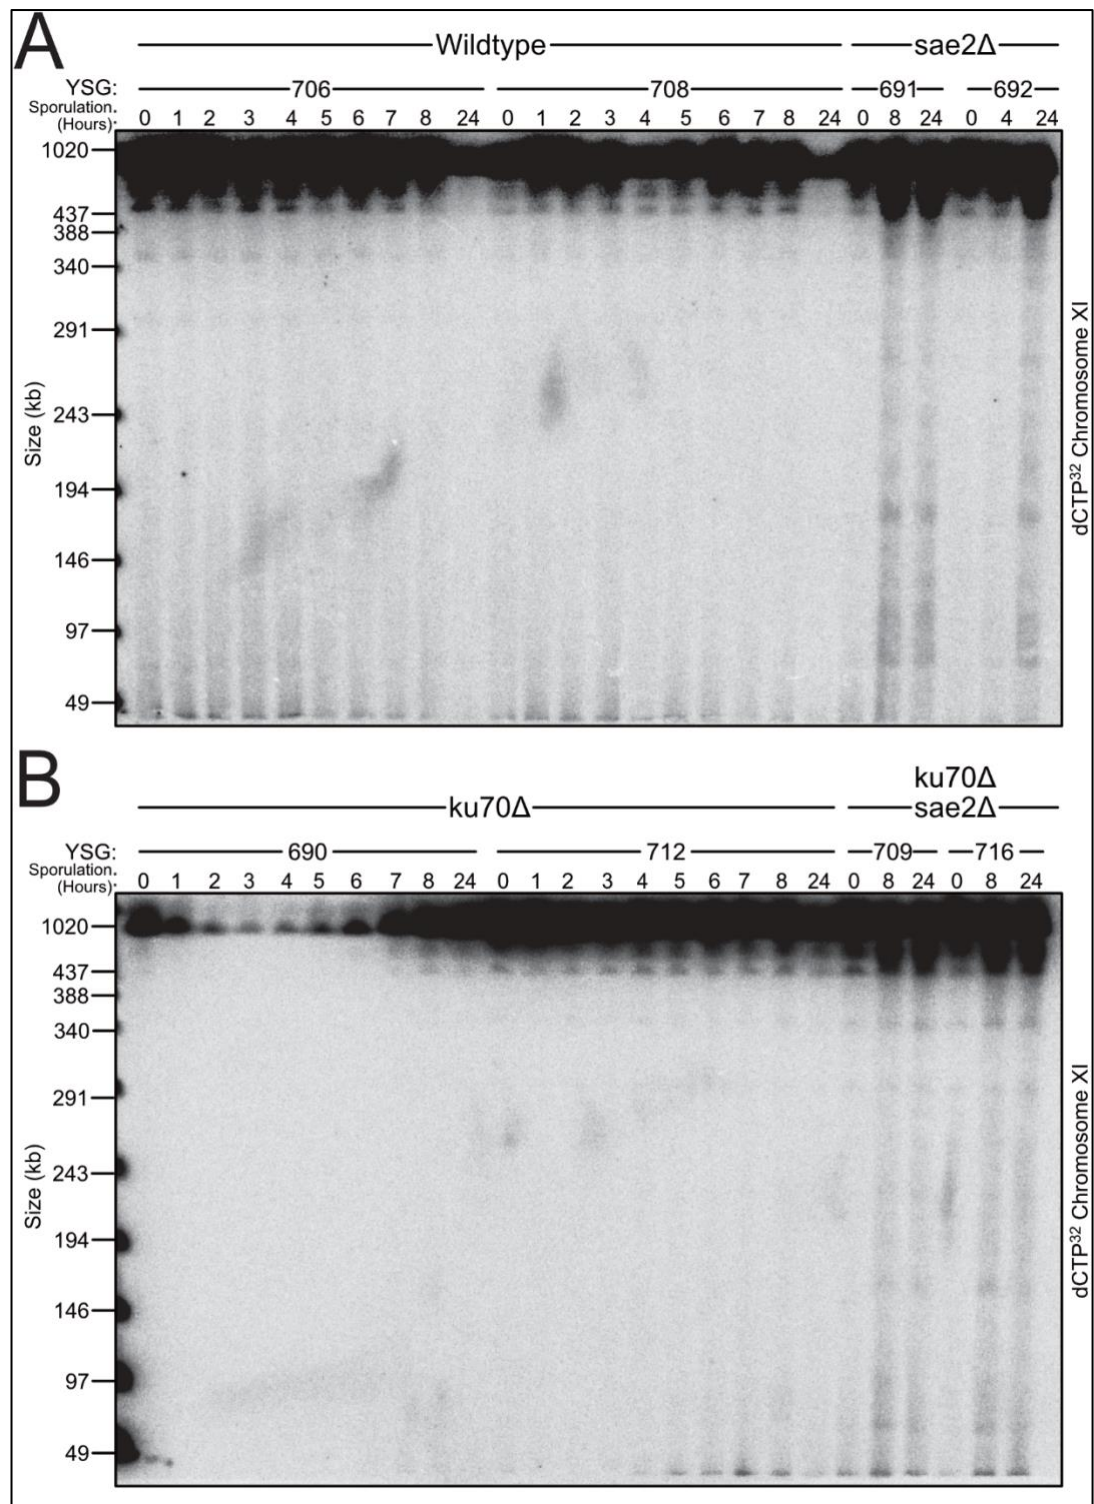 A
Wildtype sae2Δ
YSG: 706 708 691 692
Sporulation.
(Hours): 0 1 2 3 4 5 6 7 8 24 0 1 2 3 4 5 6 7 8 24 0 8 24 0 4 24
1020
437
388
340
291
243
194
146
97
49
Size (kb)
dCTP³² Chromosome XI
B
ku70Δ
ku70Δ sae2Δ
YSG: 690 712 709 716
Sporulation.
(Hours): 0 1 2 3 4 5 6 7 8 24 0 1 2 3 4 5 6 7 8 24 0 8 24 0 8 24
1020
437
388
340
291
243
194
146
97
49
Size (kb)
dCTP³² Chromosome XI